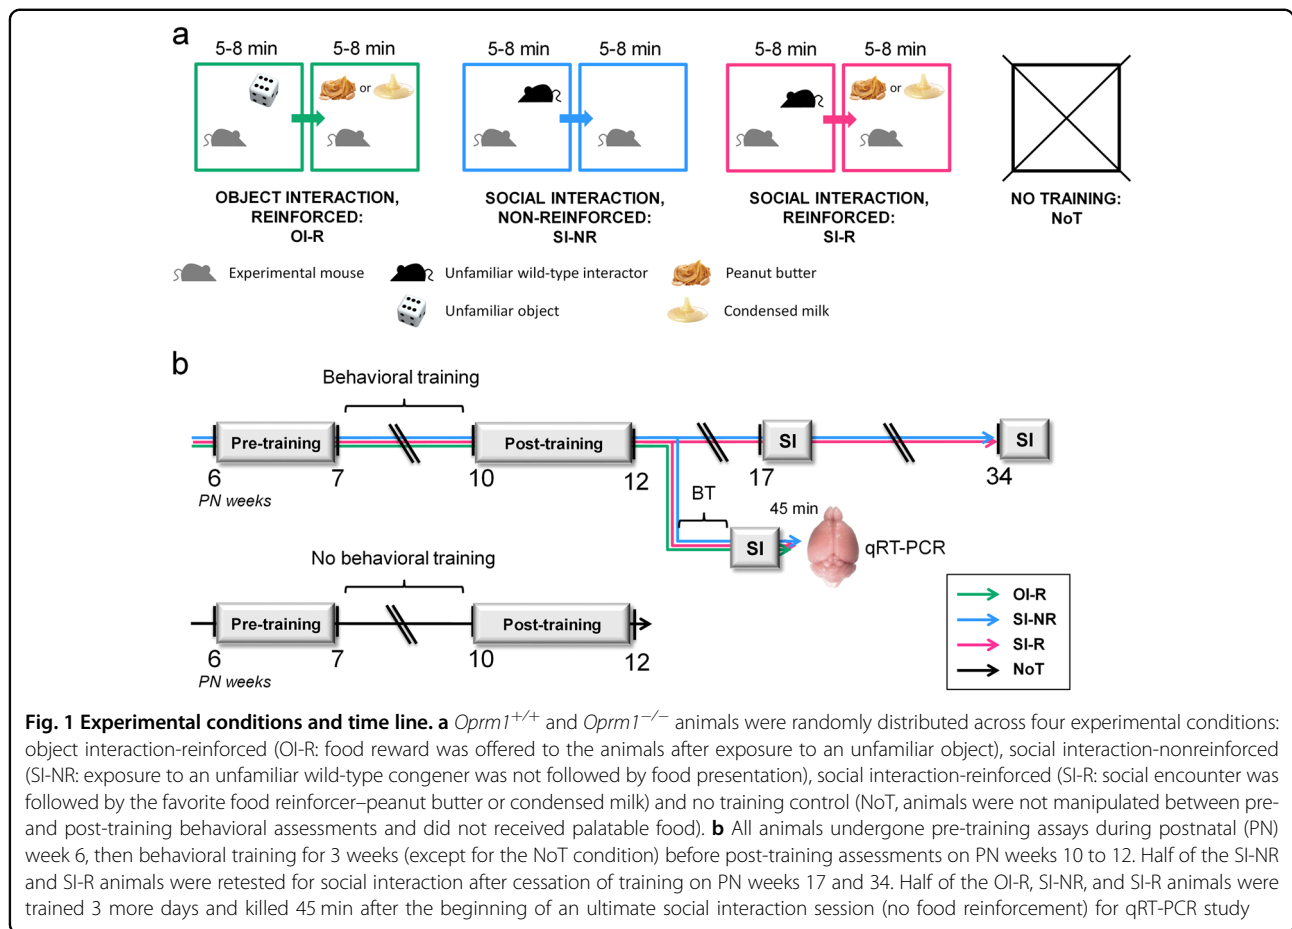 a
5-8 min 5-8 min 5-8 min 5-8 min 5-8 min 5-8 min
or or
OBJECT INTERACTION,
REINFORCED:
OI-R
SOCIAL INTERACTION,
NON-REINFORCED:
SI-NR
SOCIAL INTERACTION,
REINFORCED:
SI-R
NO TRAINING:
NoT
Experimental mouse Unfamiliar wild-type interactor Peanut butter
Unfamiliar object Condensed milk
b
Behavioral training
Pre-training Post-training SI SI
6 7 10 12 17 34
PN weeks
BT 45 min
SI qRT-PCR
No behavioral training
Pre-training Post-training
6 7 10 12
PN weeks
OI-R
SI-NR
SI-R
NoT
Fig. 1 Experimental conditions and time line. a Oprm1+/+ and Oprm1−/− animals were randomly distributed across four experimental conditions:
object interaction-reinforced (OI-R: food reward was offered to the animals after exposure to an unfamiliar object), social interaction-nonreinforced
(SI-NR: exposure to an unfamiliar wild-type congener was not followed by food presentation), social interaction-reinforced (SI-R: social encounter was
followed by the favorite food reinforcer–peanut butter or condensed milk) and no training control (NoT, animals were not manipulated between pre-
and post-training behavioral assessments and did not received palatable food). b All animals undergone pre-training assays during postnatal (PN)
week 6, then behavioral training for 3 weeks (except for the NoT condition) before post-training assessments on PN weeks 10 to 12. Half of the SI-NR
and SI-R animals were retested for social interaction after cessation of training on PN weeks 17 and 34. Half of the OI-R, SI-NR, and SI-R animals were
trained 3 more days and killed 45 min after the beginning of an ultimate social interaction session (no food reinforcement) for qRT-PCR study